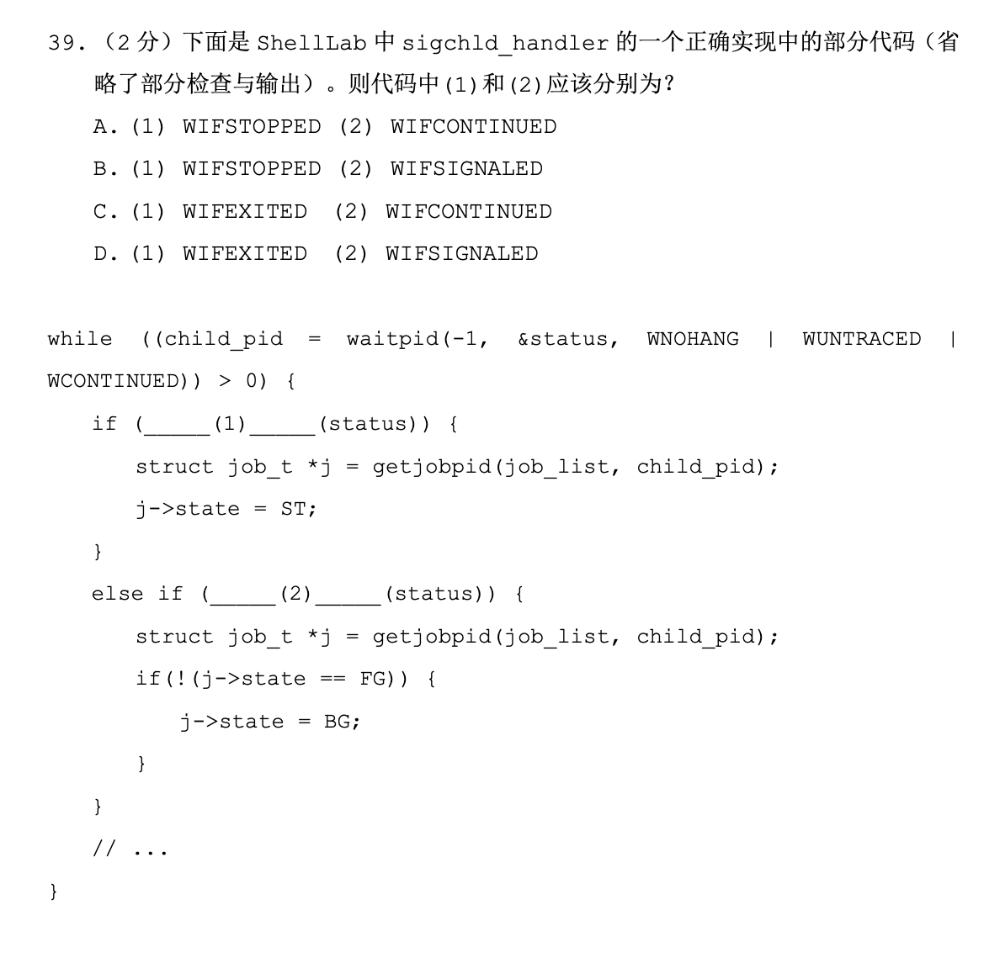 39. （2 分）下面是 ShellLab 中 sigchld_handler 的一个正确实现中的部分代码（省
略了部分检查与输出）。则代码中(1)和(2)应该分别为？
A. (1) WIFSTOPPED (2) WIFCONTINUED
B. (1) WIFSTOPPED (2) WIFSIGNALED
C. (1) WIFEXITED (2) WIFCONTINUED
D. (1) WIFEXITED (2) WIFSIGNALED
while ((child_pid = waitpid(-1, &status, WNOHANG | WUNTRACED |
WCONTINUED)) > 0) {
if (_____(1)_____(status)) {
struct job_t *j = getjobpid(job_list, child_pid);
j->state = ST;
}
else if (_____(2)_____(status)) {
struct job_t *j = getjobpid(job_list, child_pid);
if(!(j->state == FG)) {
j->state = BG;
}
}
// ...
}